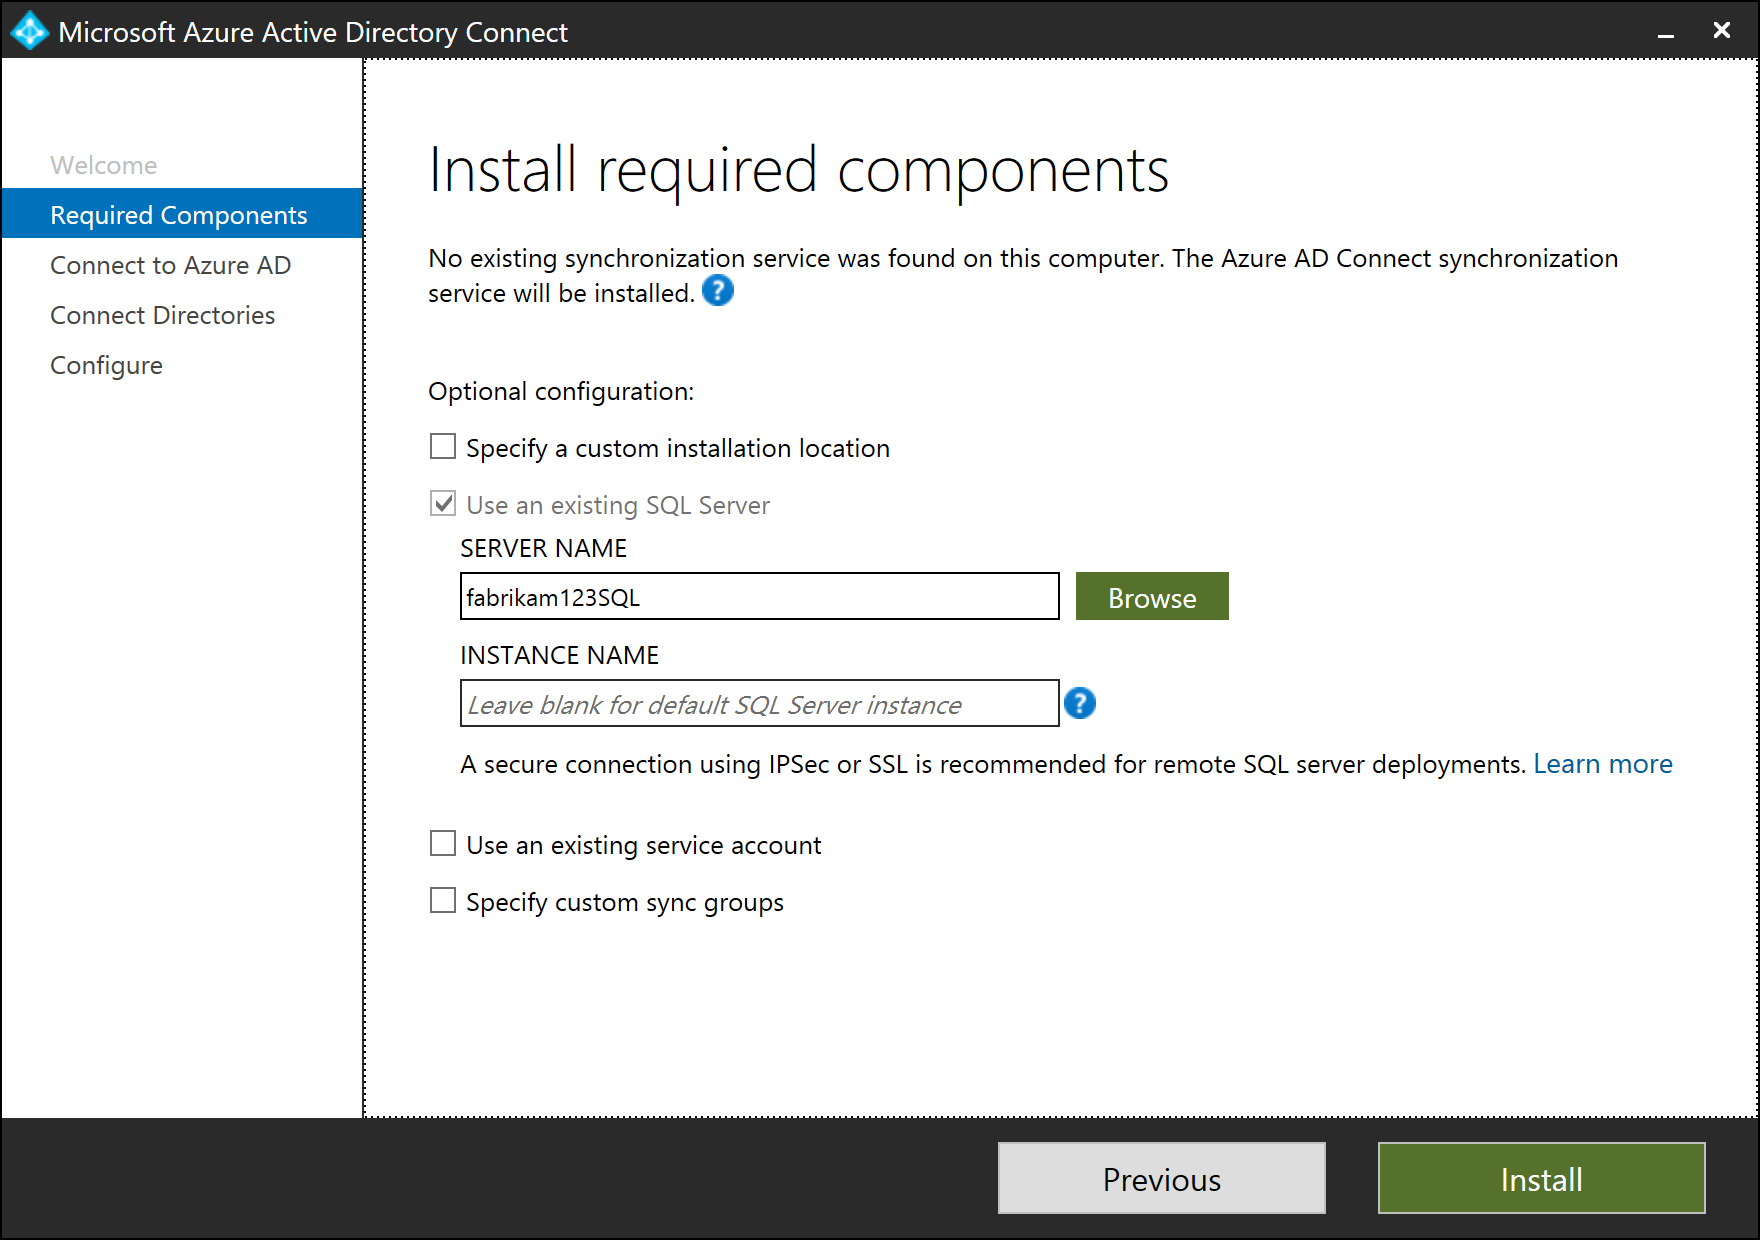 Microsoft Azure Active Directory Connect
Welcome
Required Components
Connect to Azure AD
Connect Directories
Configure
Install required components
No existing synchronization service was found on this computer. The Azure AD Connect synchronization
service will be installed. ?
Optional configuration:
Specify a custom installation location
Use an existing SQL Server
SERVER NAME
fabrikam123SQL
Browse
INSTANCE NAME
Leave blank for default SQL Server instance
?
A secure connection using IPSec or SSL is recommended for remote SQL server deployments. Learn more
Use an existing service account
Specify custom sync groups
Previous
Install